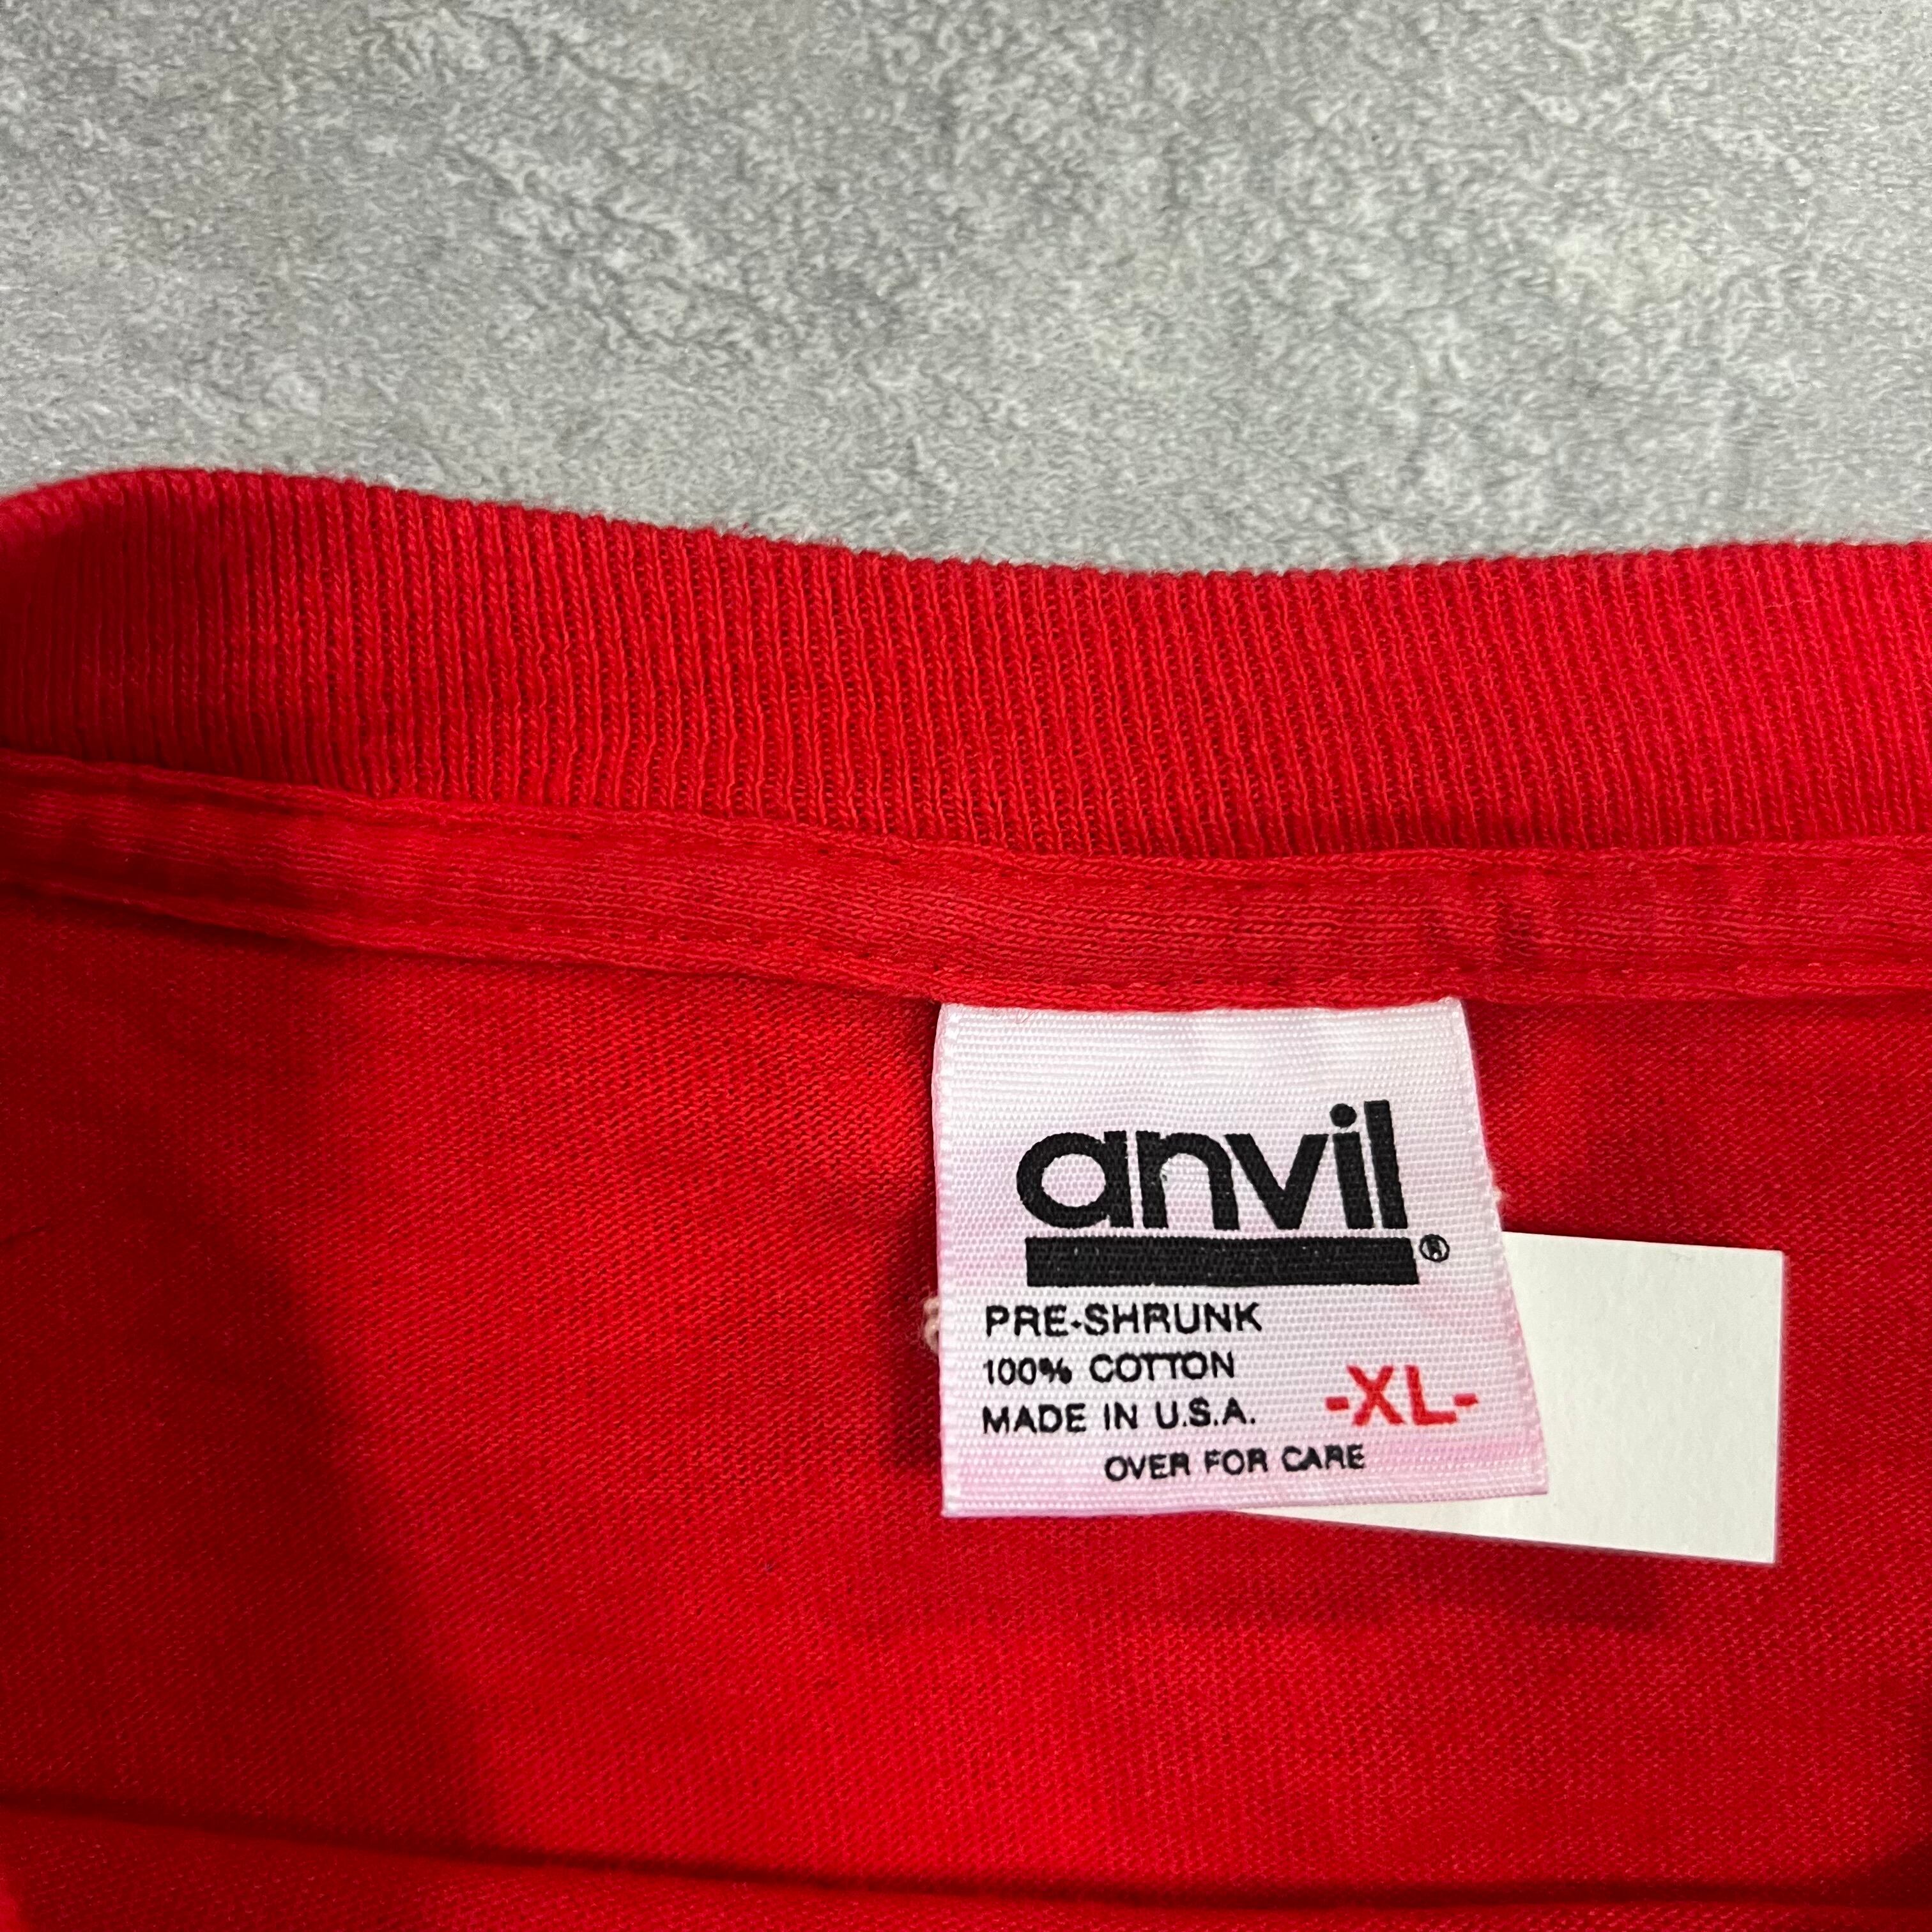 anvil®
PRE-SHRUNK
100% COTTON
MADE IN U.S.A.
-XL-
OVER FOR CARE